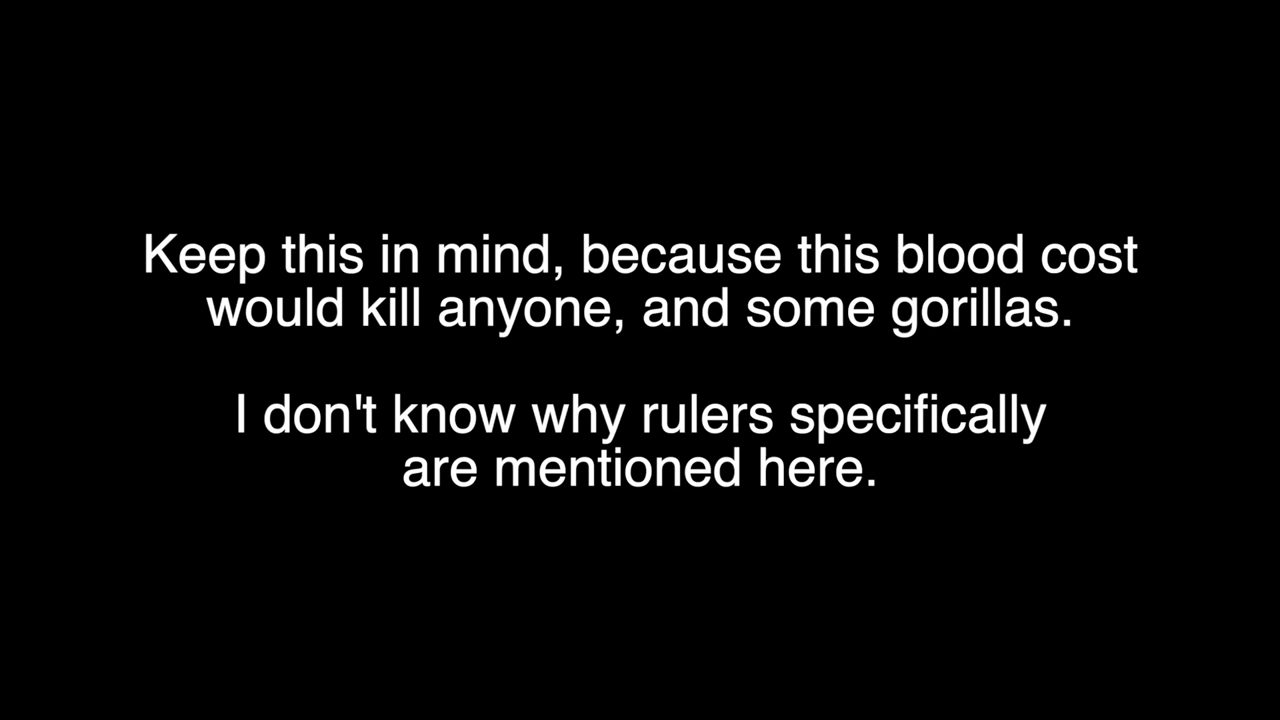 Keep this in mind, because this blood cost
would kill anyone, and some gorillas.
I don't know why rulers specifically
are mentioned here.